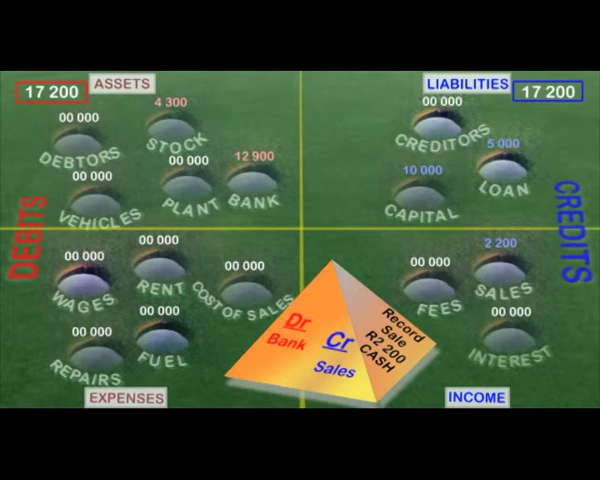 ASSETS
LIABILITIES
17 200
17 200
00 000
DEBTORS
4 300
STOCK
00 000
CREDITORS
5 000
LOAN
00 000
VEHICLES
00 000
PLANT
12 900
BANK
10 000
CAPITAL
DEBITS
CREDITS
00 000
WAGES
00 000
RENT
00 000
COST OF SALES
00 000
FEES
2 200
SALES
00 000
REPAIRS
00 000
FUEL
00 000
INTEREST
Dr
Bank
Cr
Sales
Record
Sale
R2 200
CASH
EXPENSES
INCOME